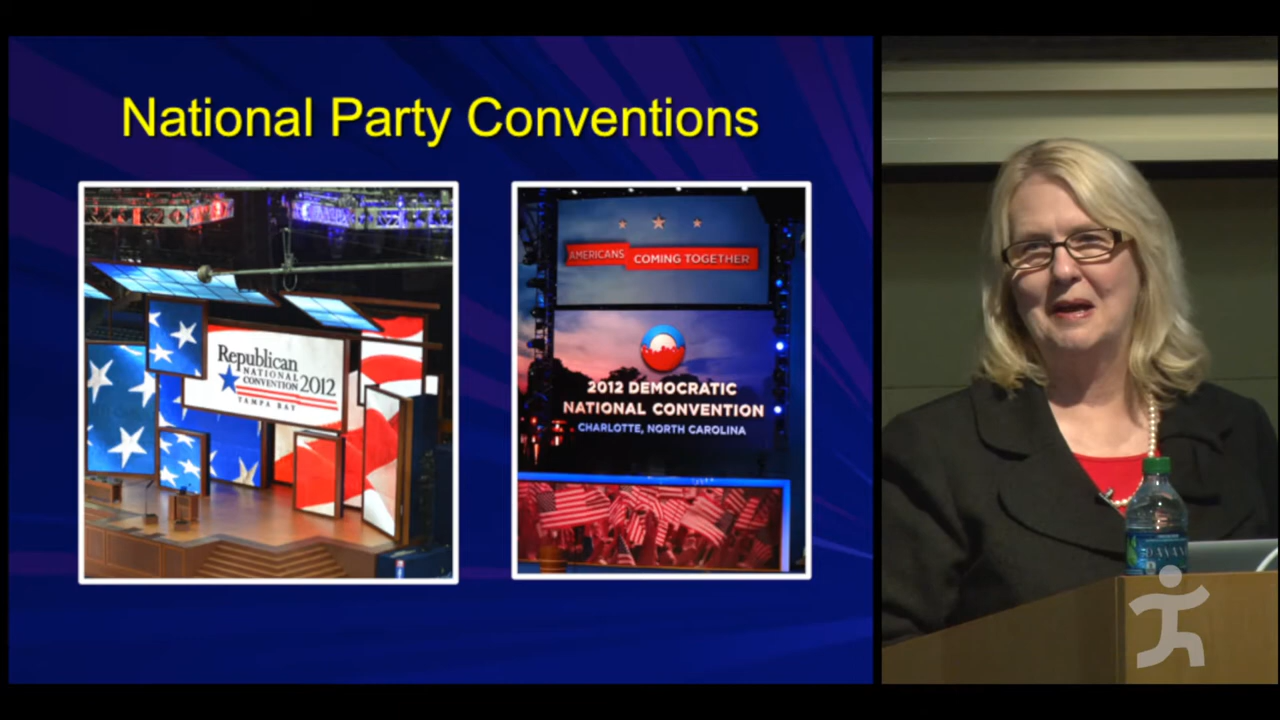 National Party Conventions
Republican
NATIONAL
CONVENTION 2012
TAMPA BAY
AMERICANS COMING TOGETHER
2012 DEMOCRATIC
NATIONAL CONVENTION
CHARLOTTE, NORTH CAROLINA